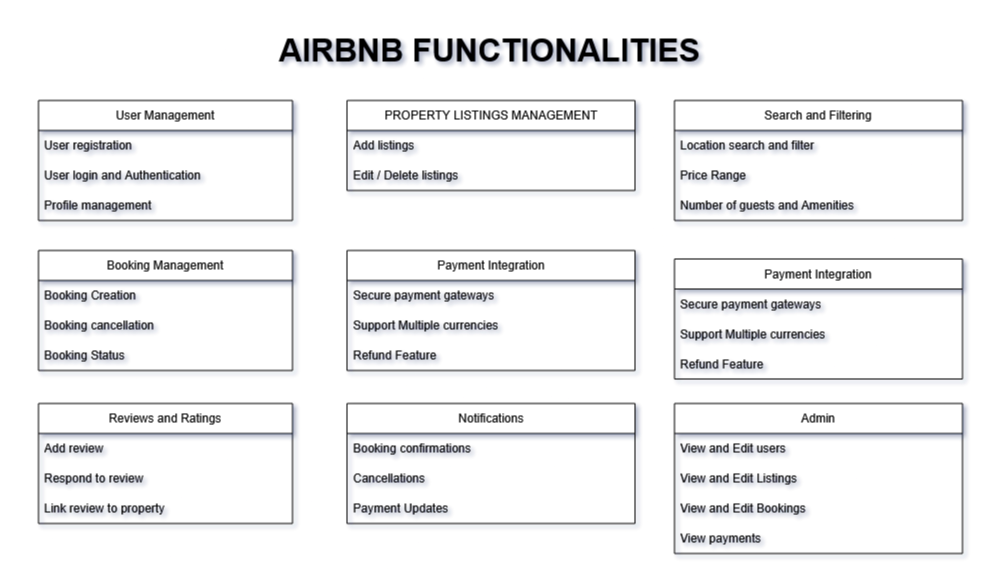 AIRBNB FUNCTIONALITIES
User Management
User registration
User login and Authentication
Profile management
PROPERTY LISTINGS MANAGEMENT
Add listings
Edit / Delete listings
Search and Filtering
Location search and filter
Price Range
Number of guests and Amenities
Booking Management
Booking Creation
Booking cancellation
Booking Status
Payment Integration
Secure payment gateways
Support Multiple currencies
Refund Feature
Payment Integration
Secure payment gateways
Support Multiple currencies
Refund Feature
Reviews and Ratings
Add review
Respond to review
Link review to property
Notifications
Booking confirmations
Cancellations
Payment Updates
Admin
View and Edit users
View and Edit Listings
View and Edit Bookings
View payments